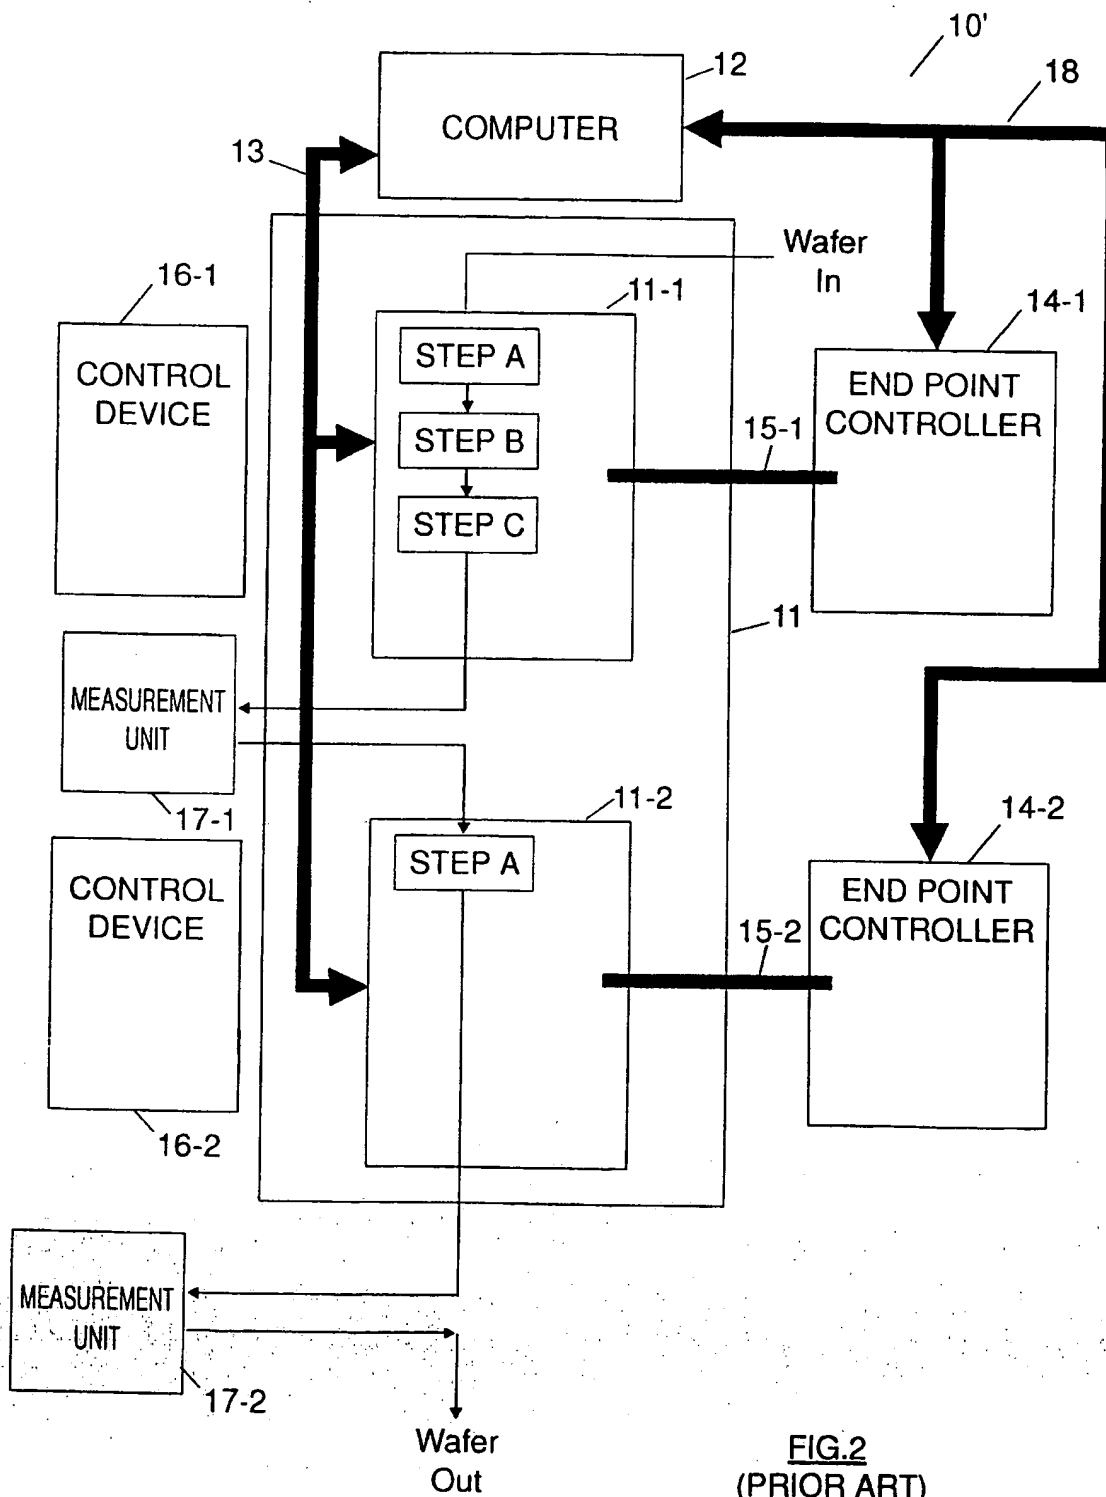 10'
12
18
COMPUTER
13
Wafer
In
16-1
11-1
14-1
CONTROL
DEVICE
STEP A
END POINT
CONTROLLER
STEP B
15-1
STEP C
11
MEASUREMENT
UNIT
17-1
11-2
14-2
CONTROL
DEVICE
STEP A
END POINT
CONTROLLER
15-2
16-2
MEASUREMENT
UNIT
17-2
Wafer
Out
FIG.2
(PRIOR ART)